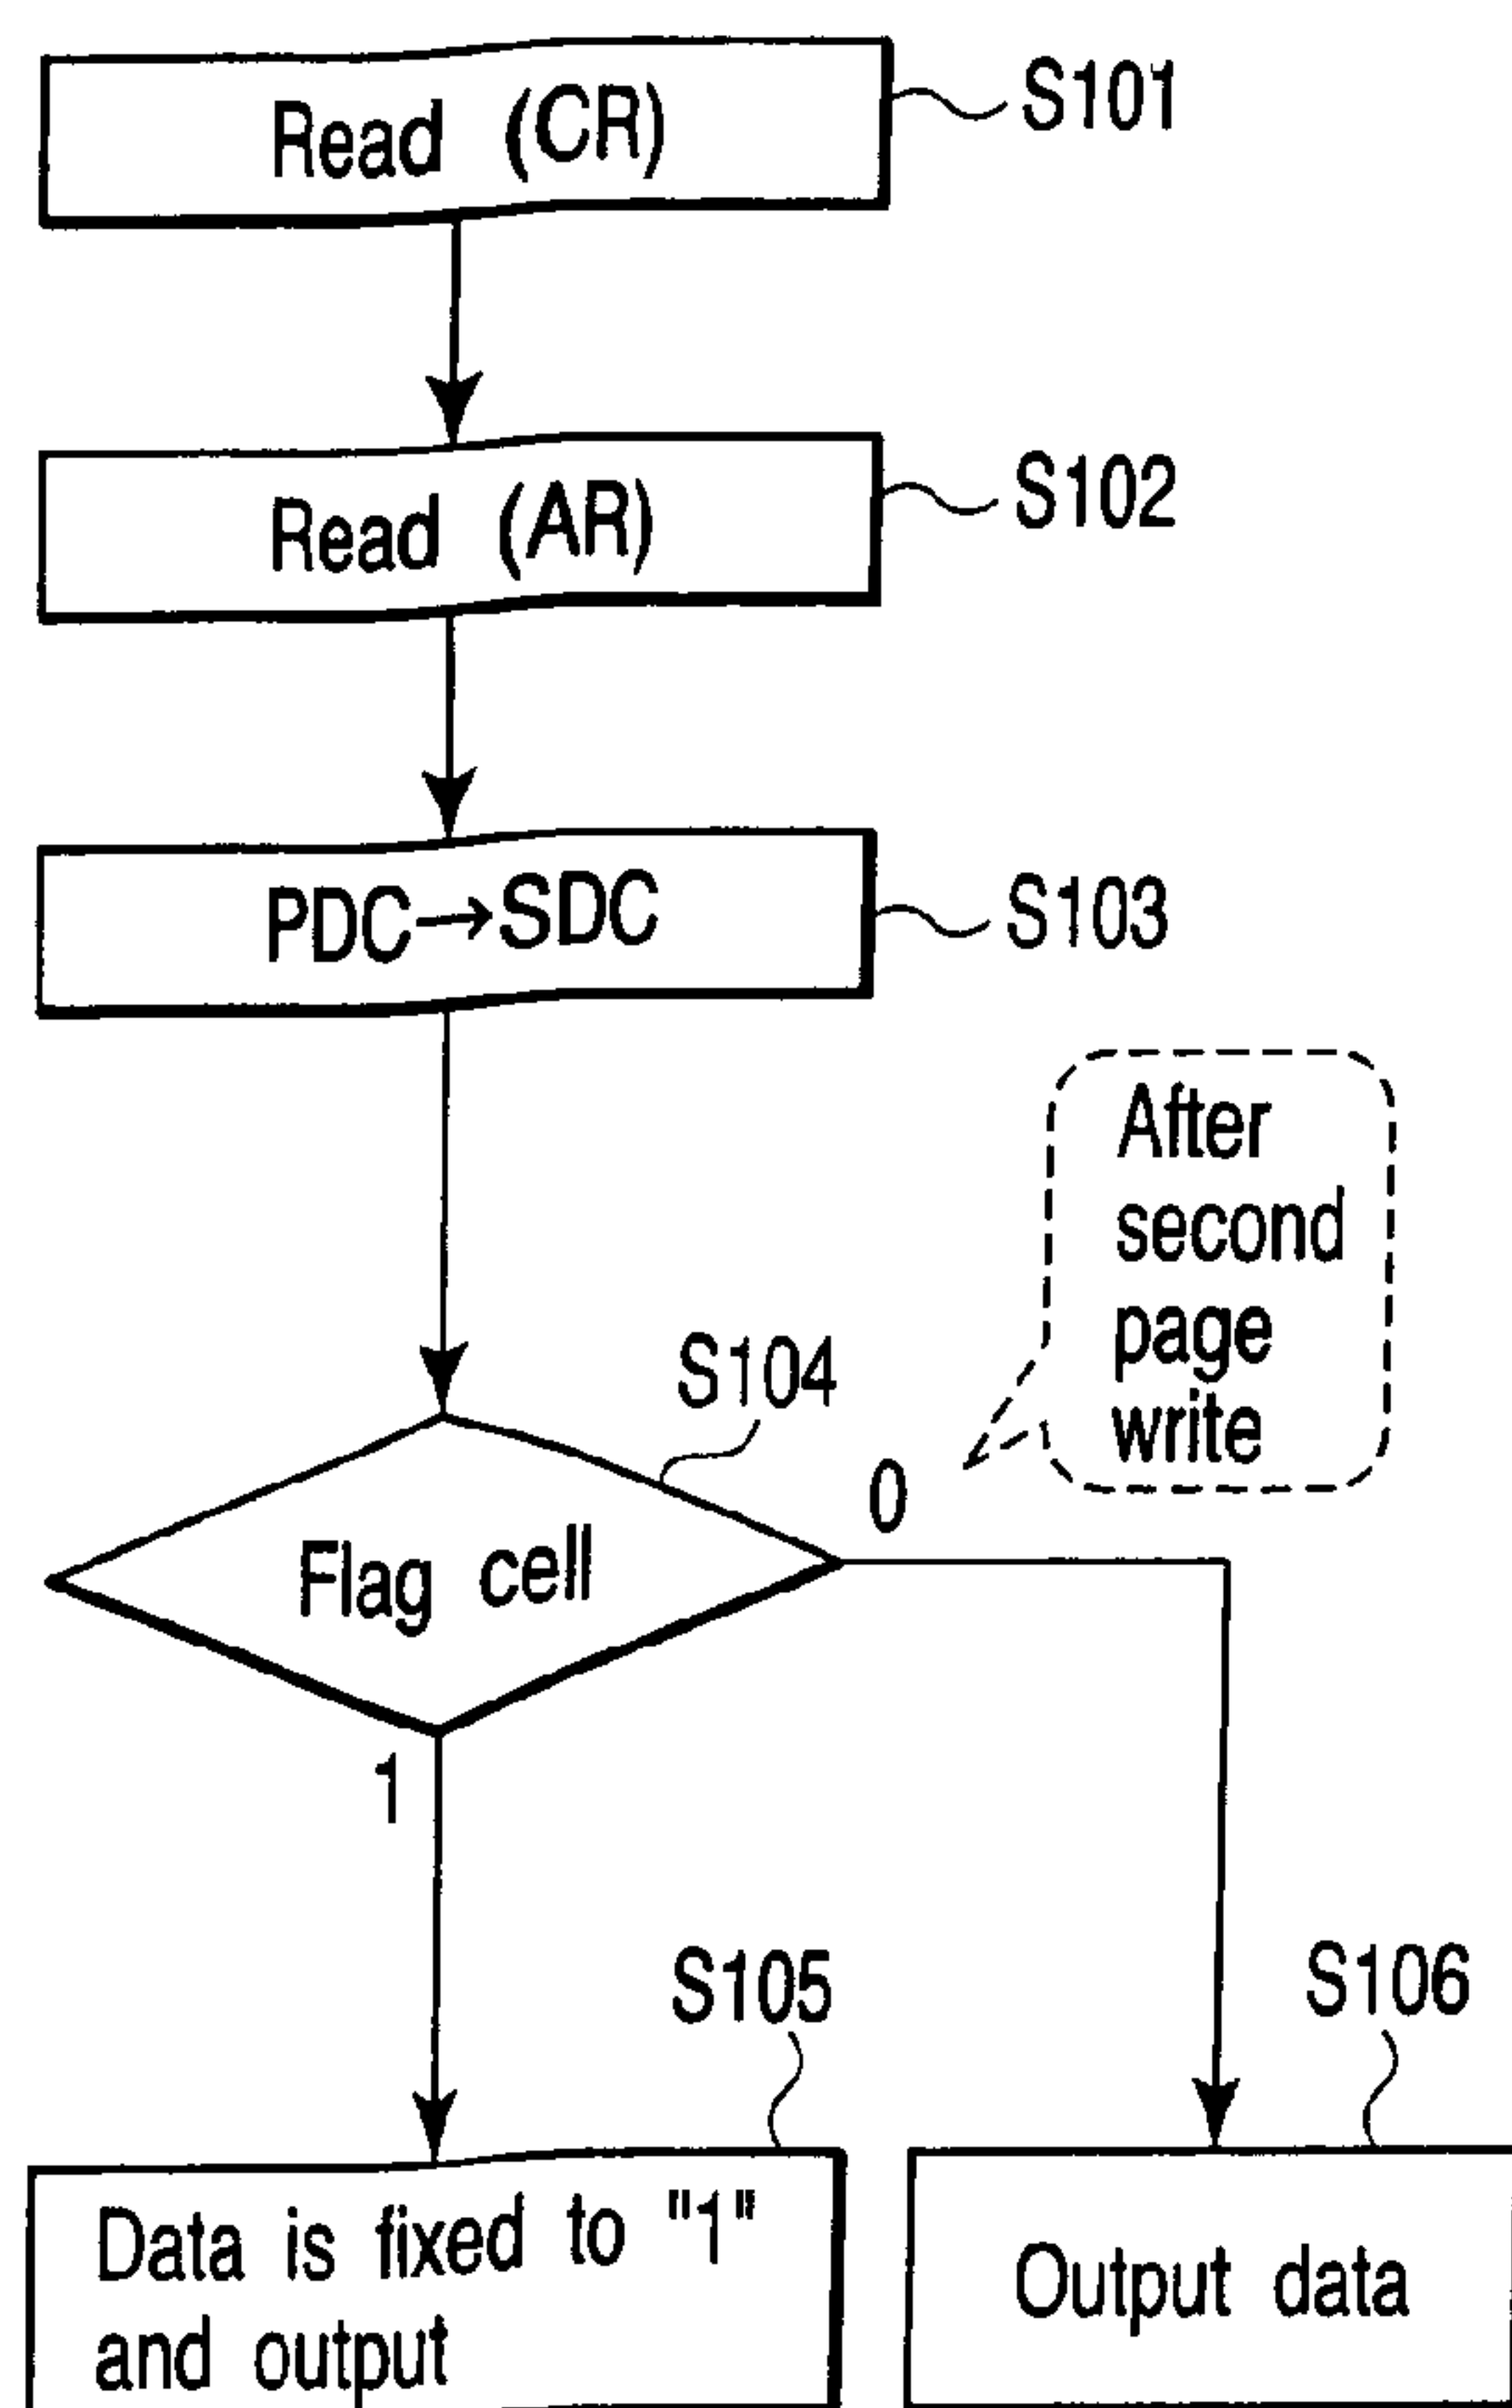 Read (CR)
S101
Read (AR)
S102
PDC→SDC
S103
After
second
page
write
S104
0
Flag cell
1
S105
S106
Data is fixed to "1"
and output
Output data